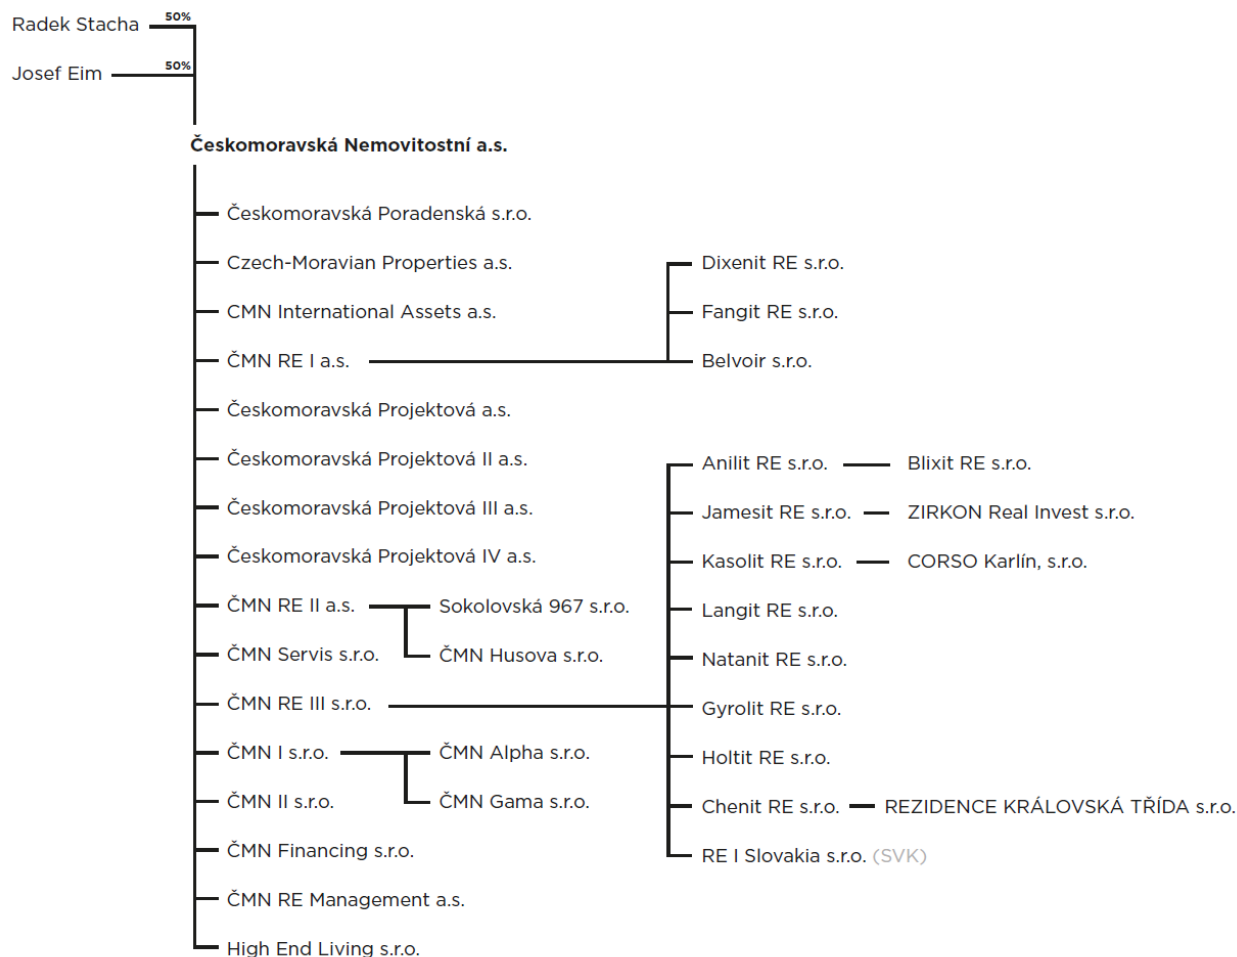 Radek Stacha 50%
Josef Eim 50%
Českomoravská Nemovitostní a.s.
Českomoravská Poradenská s.r.o.
Czech-Moravian Properties a.s. Dixenit RE s.r.o.
CMN International Assets a.s. Fangit RE s.r.o.
ČMN RE I a.s. Belvoir s.r.o.
Českomoravská Projektová a.s.
Českomoravská Projektová II a.s. Anilit RE s.r.o. Blixit RE s.r.o.
Českomoravská Projektová III a.s. Jamesit RE s.r.o. ZIRKON Real Invest s.r.o.
Českomoravská Projektová IV a.s. Kasolit RE s.r.o. CORSO Karlín, s.r.o.
ČMN RE II a.s. Sokolovská 967 s.r.o. Langit RE s.r.o.
ČMN Servis s.r.o. ČMN Husova s.r.o. Natanit RE s.r.o.
ČMN RE III s.r.o. Gyrolit RE s.r.o.
ČMN I s.r.o. ČMN Alpha s.r.o. Holtit RE s.r.o.
ČMN II s.r.o. ČMN Gama s.r.o. Chenit RE s.r.o. REZIDENCE KRÁLOVSKÁ TŘÍDA s.r.o.
ČMN Financing s.r.o. RE I Slovakia s.r.o. (SVK)
ČMN RE Management a.s.
High End Living s.r.o.